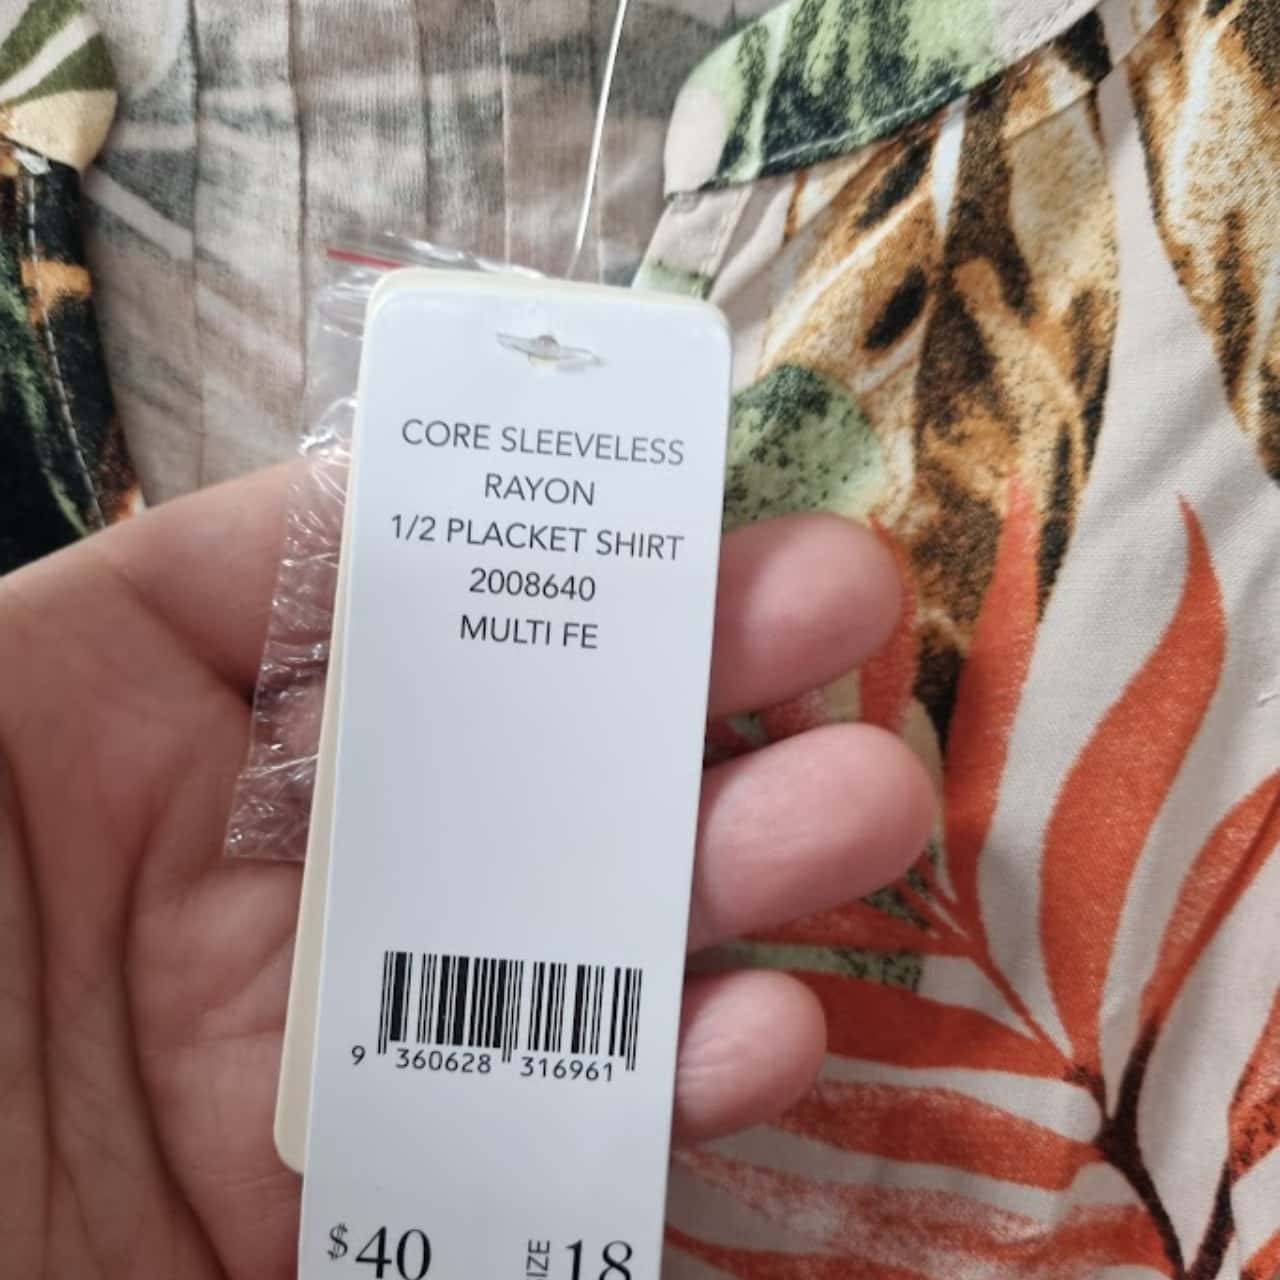 CORE SLEEVELESS
RAYON
1/2 PLACKET SHIRT
2008640
MULTI FE
9 360628 316961
$40 SIZE 18